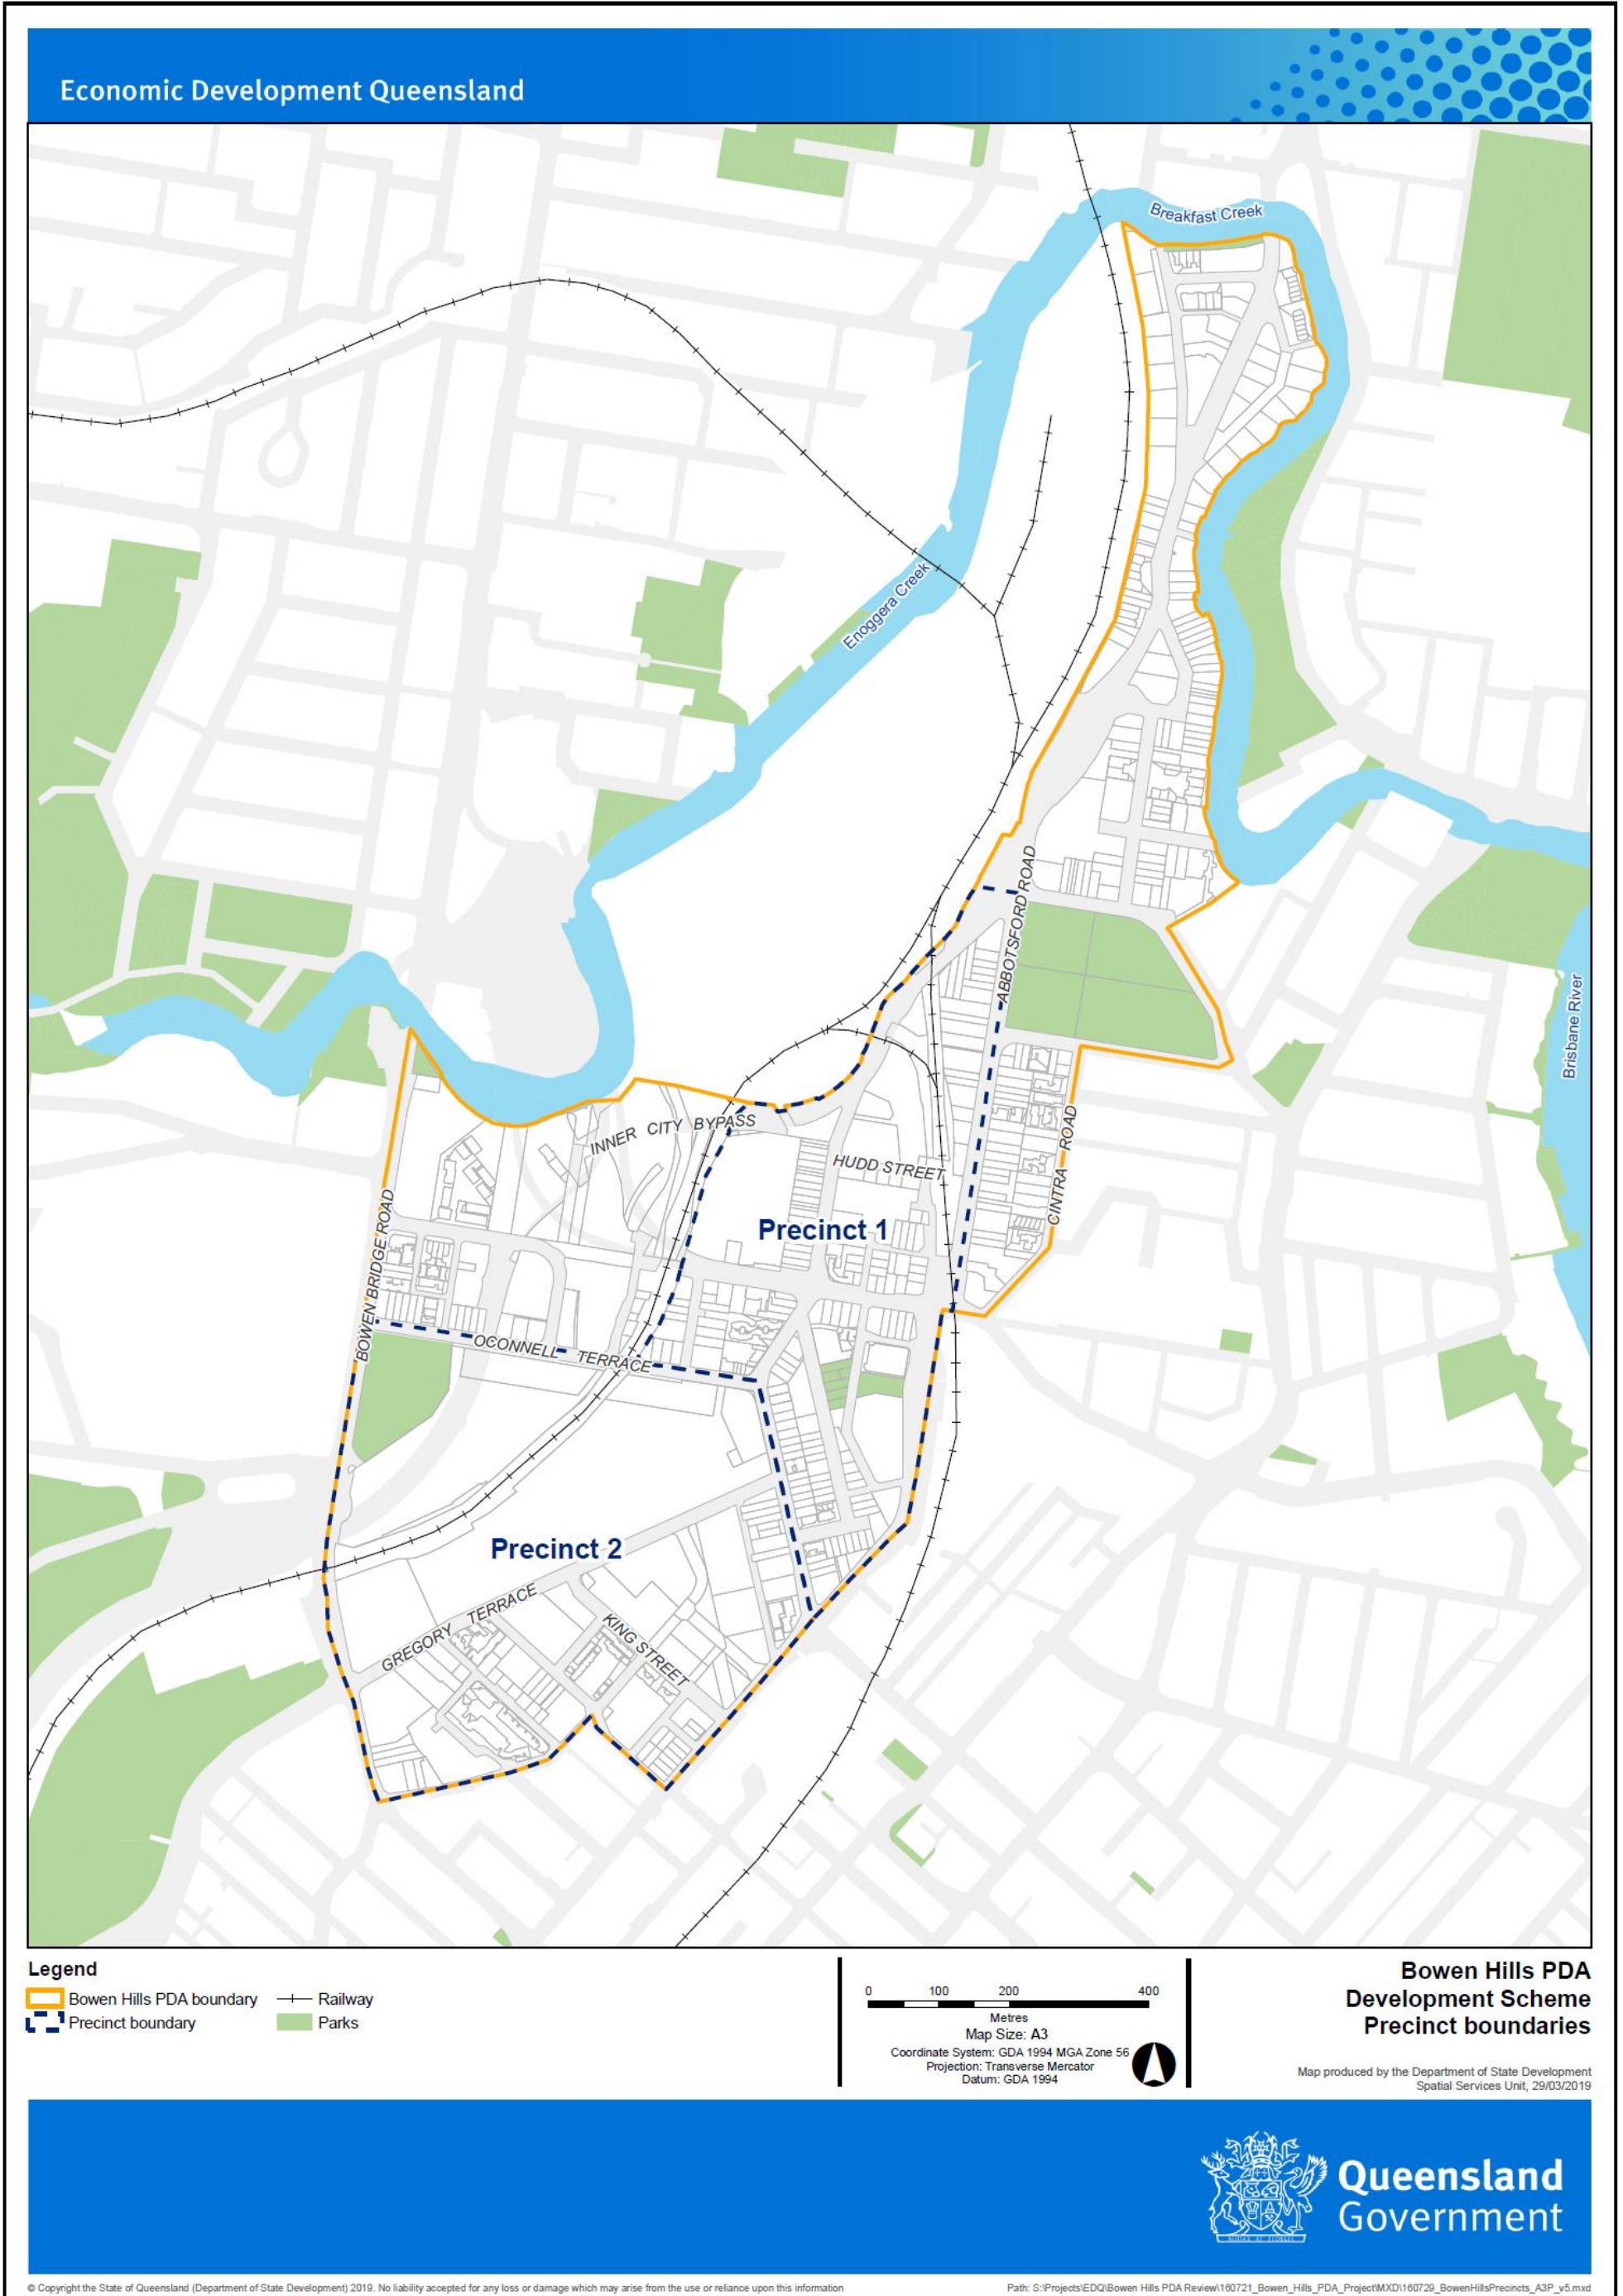 Economic Development Queensland
Breakfast Creek
Enoggera Creek
ABBOTSFORD ROAD
Brisbane River
INNER CITY BYPASS
HUDD STREET
CINTRA ROAD
BOWEN BRIDGE ROAD
Precinct 1
OCONNELL TERRACE
Precinct 2
GREGORY TERRACE
KING STREET
Legend
Bowen Hills PDA boundary
Precinct boundary
Railway
Parks
0 100 200 400
Metres
Map Size: A3
Coordinate System: GDA 1994 MGA Zone 56
Projection: Transverse Mercator
Datum: GDA 1994
Bowen Hills PDA
Development Scheme
Precinct boundaries
Map produced by the Department of State Development
Spatial Services Unit, 29/03/2019
Queensland
Government
© Copyright the State of Queensland (Department of State Development) 2019. No liability accepted for any loss or damage which may arise from the use or reliance upon this information
Path: S:\Projects\EDQ\Bowen Hills PDA Review\160721_Bowen_Hills_PDA_Project\MXD\160729_BowenHillsPrecincts_A3P_v5.mxd